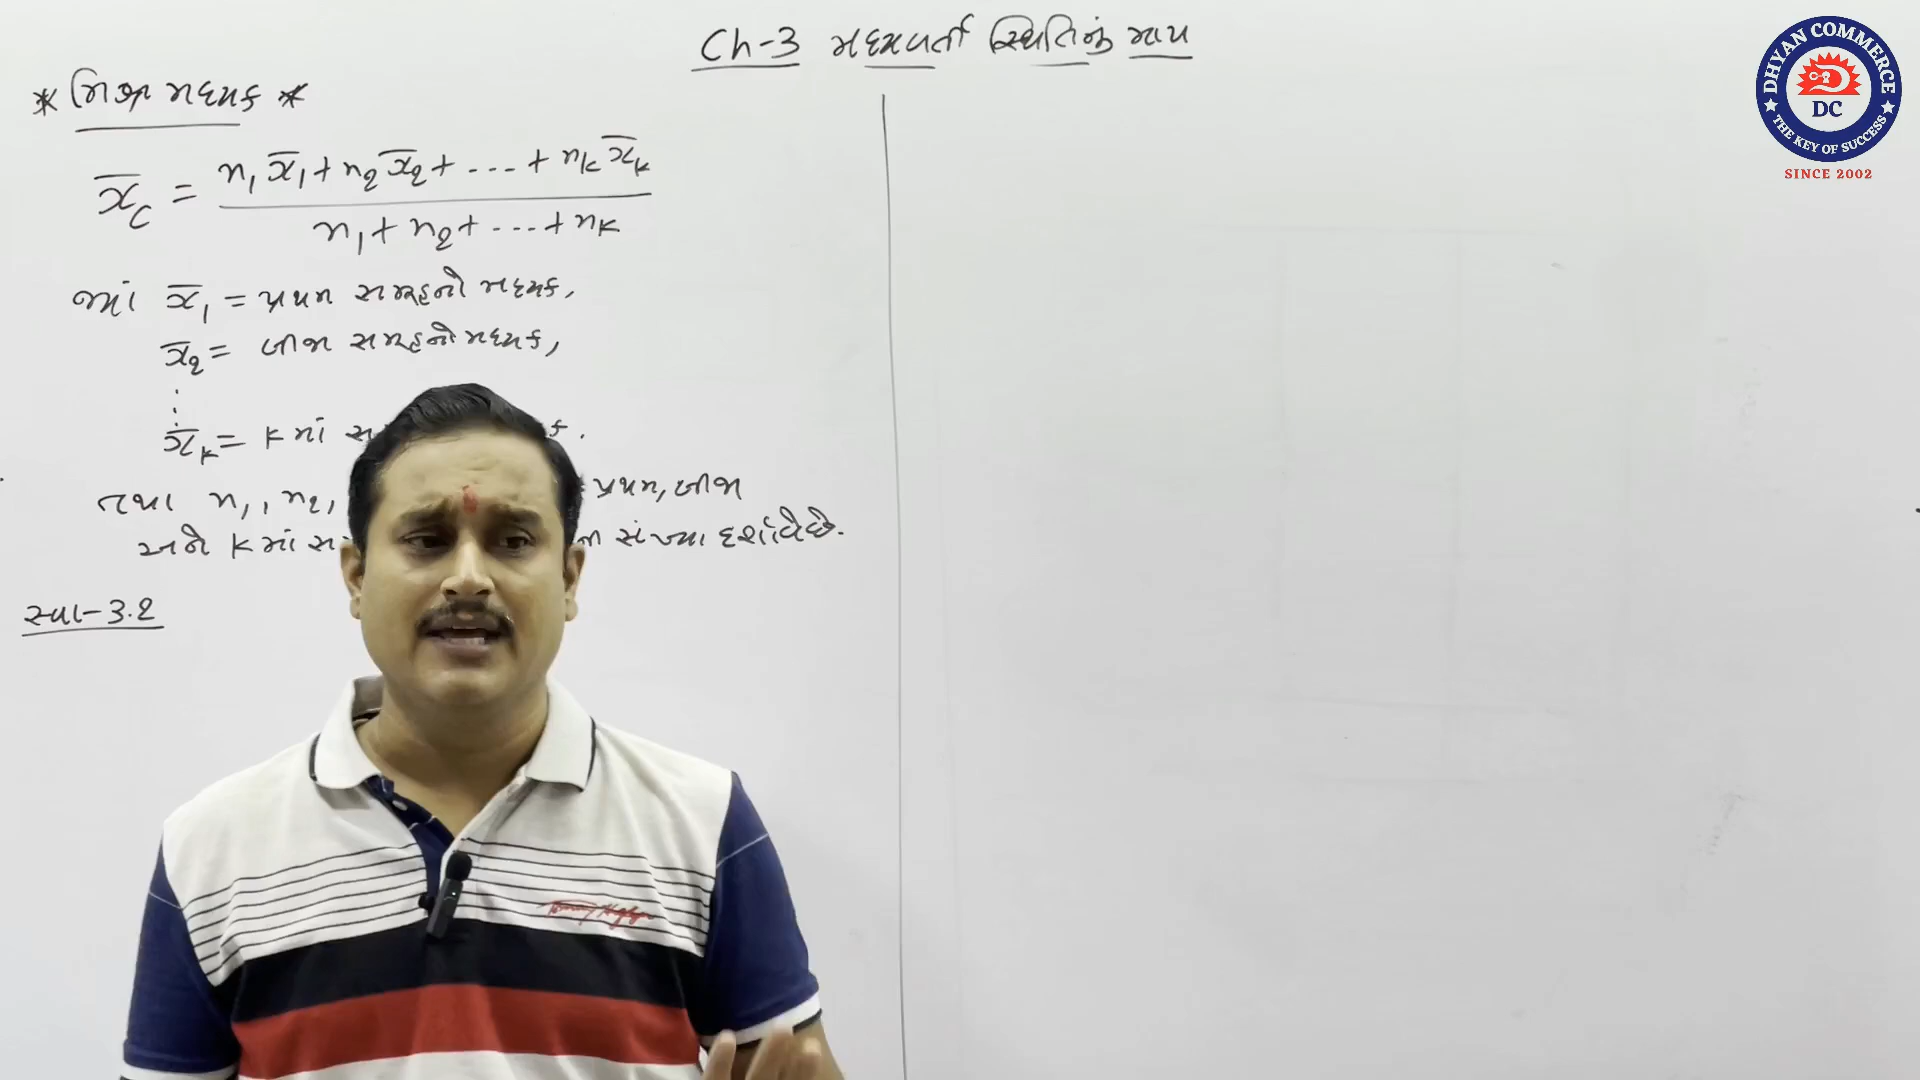 Ch-3 મધ્યવર્તી સ્થિતિનું માપ
* મિશ્ર મધ્યક *
x̄c = (n₁x̄₁ + n₂x̄₂ + ... + nₖx̄ₖ) / (n₁ + n₂ + ... + nₖ)
જ્યાં x̄₁ = પ્રથમ સમૂહનો મધ્યક,
x̄₂ = બીજા સમૂહનો મધ્યક,
⋮
x̄ₖ = k માં
તથા n₁, n₂, પ્રથમ, બીજા
અને k માં સંખ્યા દર્શાવે છે.
સ્વા-3.2
DHYAN COMMERCE
DC
THE KEY OF SUCCESS
SINCE 2002